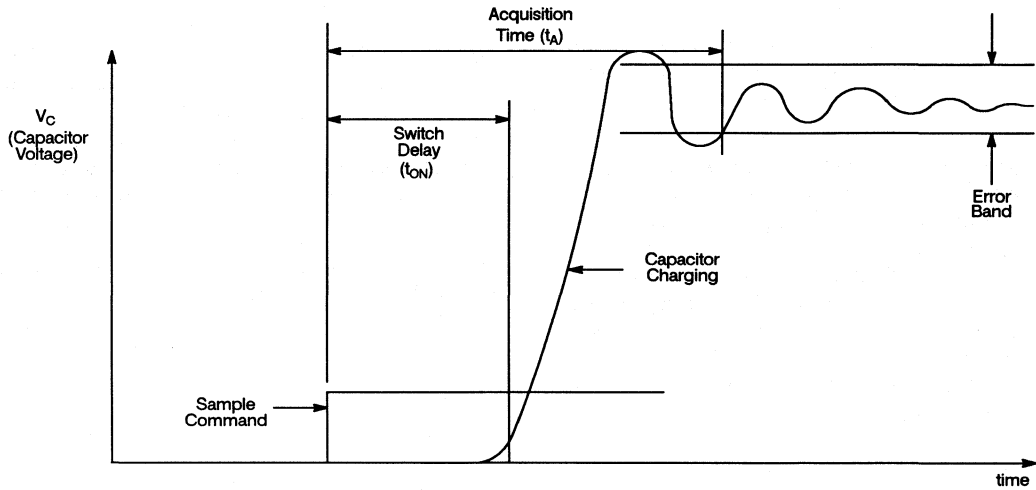 Acquisition
Time (tA)
VC
(Capacitor
Voltage)
Switch
Delay
(tON)
Error
Band
Capacitor
Charging
Sample
Command
time